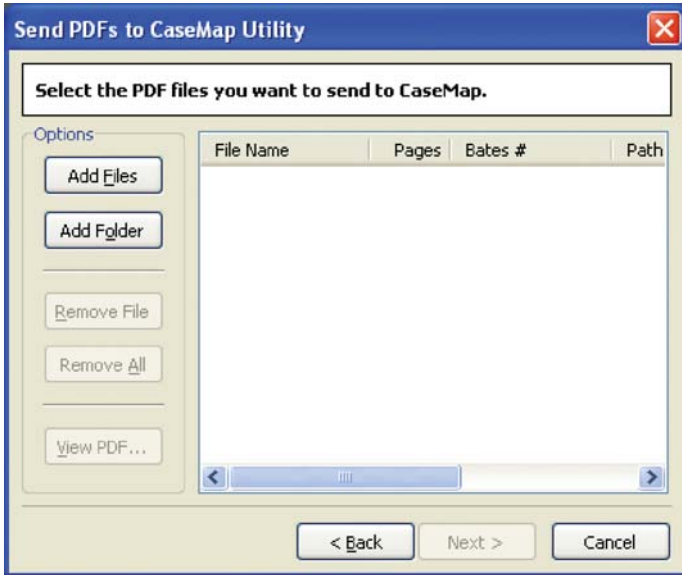 Send PDFs to CaseMap Utility
Select the PDF files you want to send to CaseMap.
Options
Add Files
Add Folder
Remove File
Remove All
View PDF...
File Name Pages Bates # Path
< Back Next > Cancel